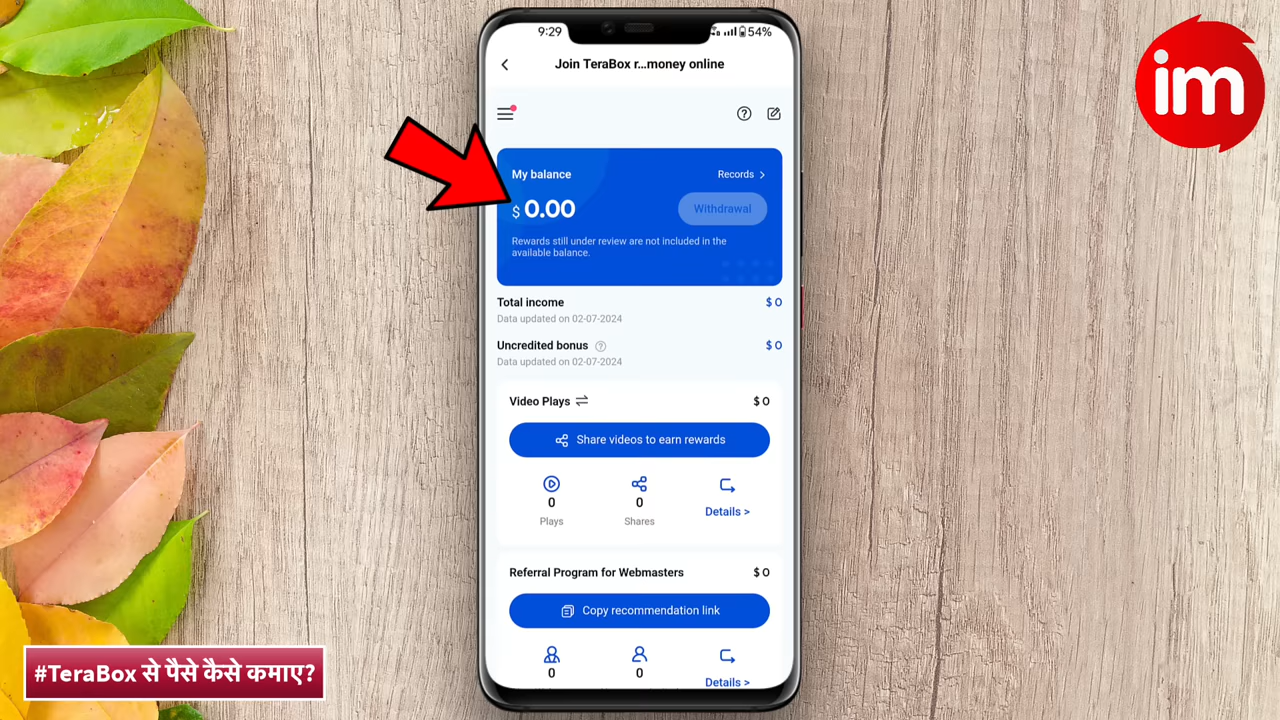 9:29
54%
Join TeraBox r...money online
im
My balance
Records >
$ 0.00
Withdrawal
Rewards still under review are not included in the
available balance.
Total income
$ 0
Data updated on 02-07-2024
Uncredited bonus
$ 0
Data updated on 02-07-2024
Video Plays
$ 0
Share videos to earn rewards
0
0
Plays
Shares
Details >
Referral Program for Webmasters
$ 0
Copy recommendation link
0
0
Details >
#TeraBox से पैसे कैसे कमाए?